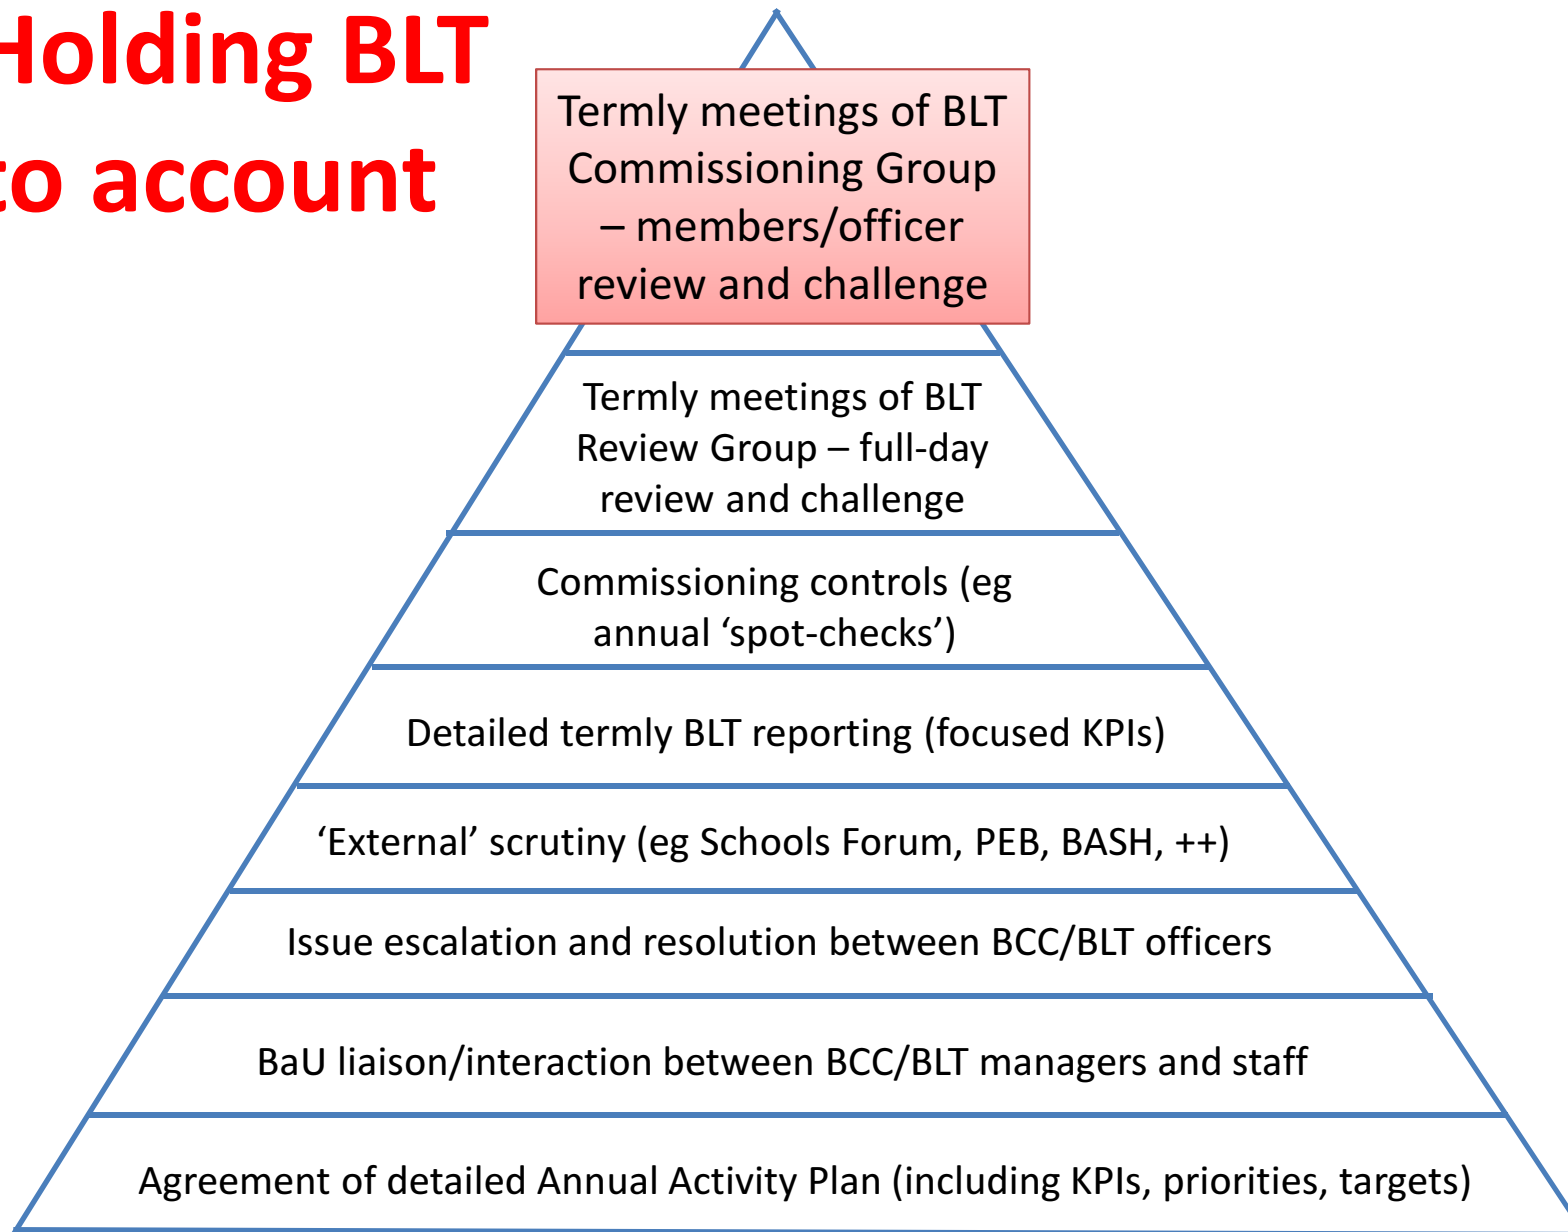 Holding BLT
to account
Termly meetings of BLT
Commissioning Group
– members/officer
review and challenge
Termly meetings of BLT
Review Group – full-day
review and challenge
Commissioning controls (eg
annual ‘spot-checks’)
Detailed termly BLT reporting (focused KPIs)
‘External’ scrutiny (eg Schools Forum, PEB, BASH, ++)
Issue escalation and resolution between BCC/BLT officers
BaU liaison/interaction between BCC/BLT managers and staff
Agreement of detailed Annual Activity Plan (including KPIs, priorities, targets)